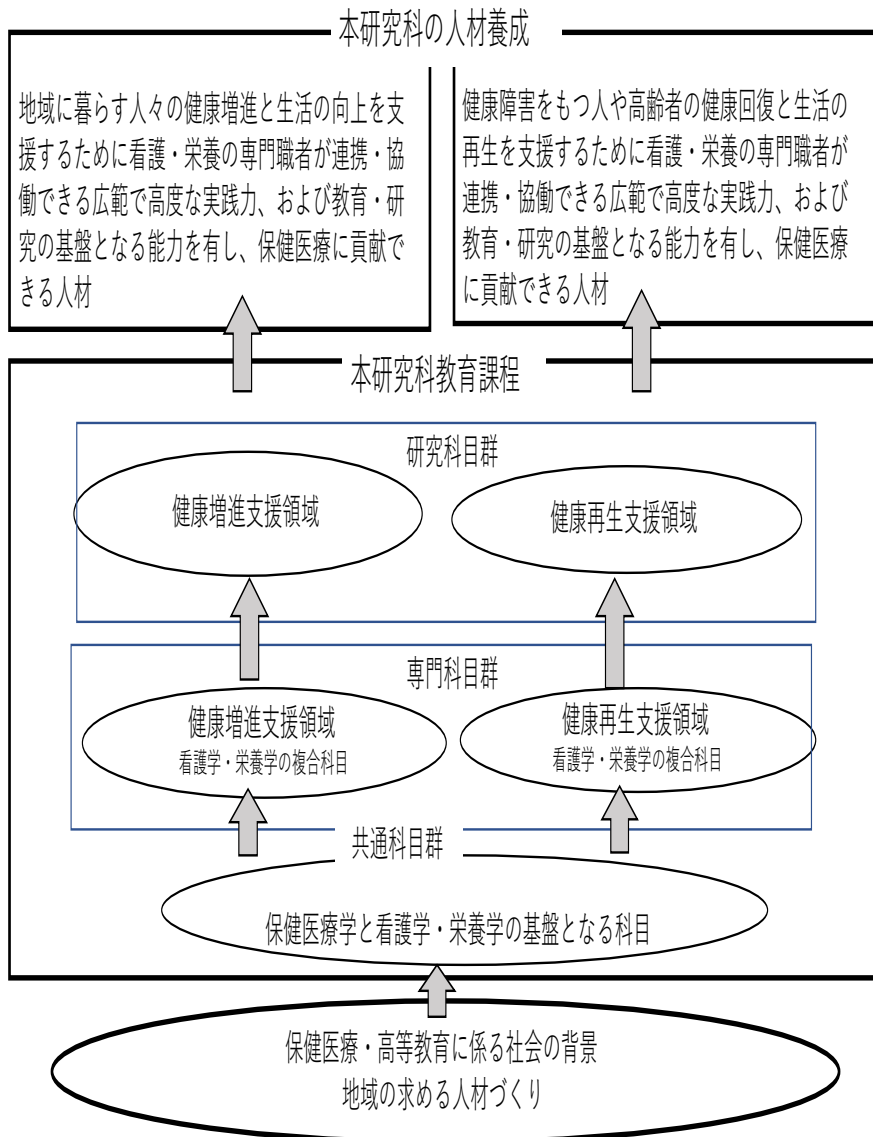 本研究科の人材養成
地域に暮らす人々の健康増進と生活の向上を支
援するために看護・栄養の専門職者が連携・協
働できる広範で高度な実践力、および教育・研
究の基盤となる能力を有し、保健医療に貢献で
きる人材
健康障害をもつ人や高齢者の健康回復と生活の
再生を支援するために看護・栄養の専門職者が
連携・協働できる広範で高度な実践力、および
教育・研究の基盤となる能力を有し、保健医療
に貢献できる人材
本研究科教育課程
研究科目群
健康増進支援領域
健康再生支援領域
専門科目群
健康増進支援領域
看護学・栄養学の複合科目
健康再生支援領域
看護学・栄養学の複合科目
共通科目群
保健医療学と看護学・栄養学の基盤となる科目
保健医療・高等教育に係る社会の背景
地域の求める人材づくり